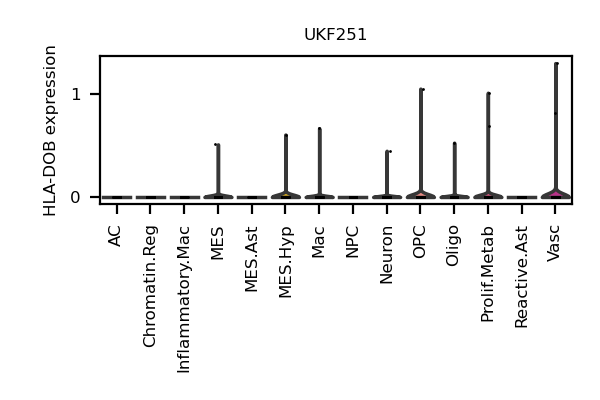 UKF251
HLA-DOB expression
1
0
AC
Chromatin.Reg
Inflammatory.Mac
MES
MES.Ast
MES.Hyp
Mac
NPC
Neuron
OPC
Oligo
Prolif.Metab
Reactive.Ast
Vasc